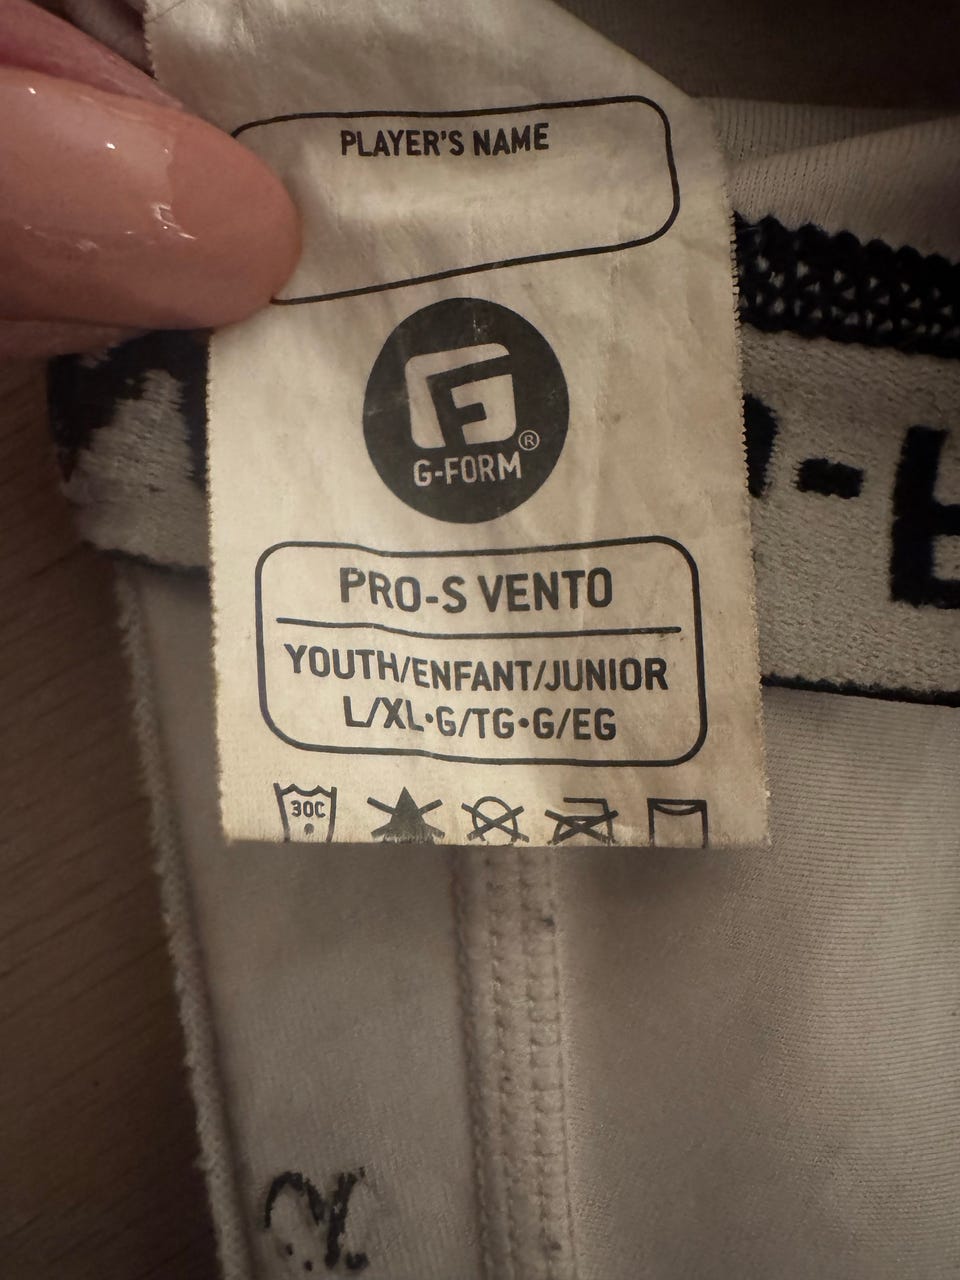 PLAYER'S NAME
G-FORM®
PRO-S VENTO
YOUTH/ENFANT/JUNIOR
L/XL•G/TG•G/EG
30C